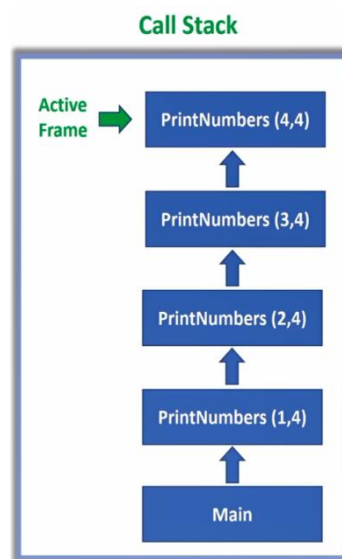 Call Stack
Active
Frame
PrintNumbers (4,4)
PrintNumbers (3,4)
PrintNumbers (2,4)
PrintNumbers (1,4)
Main